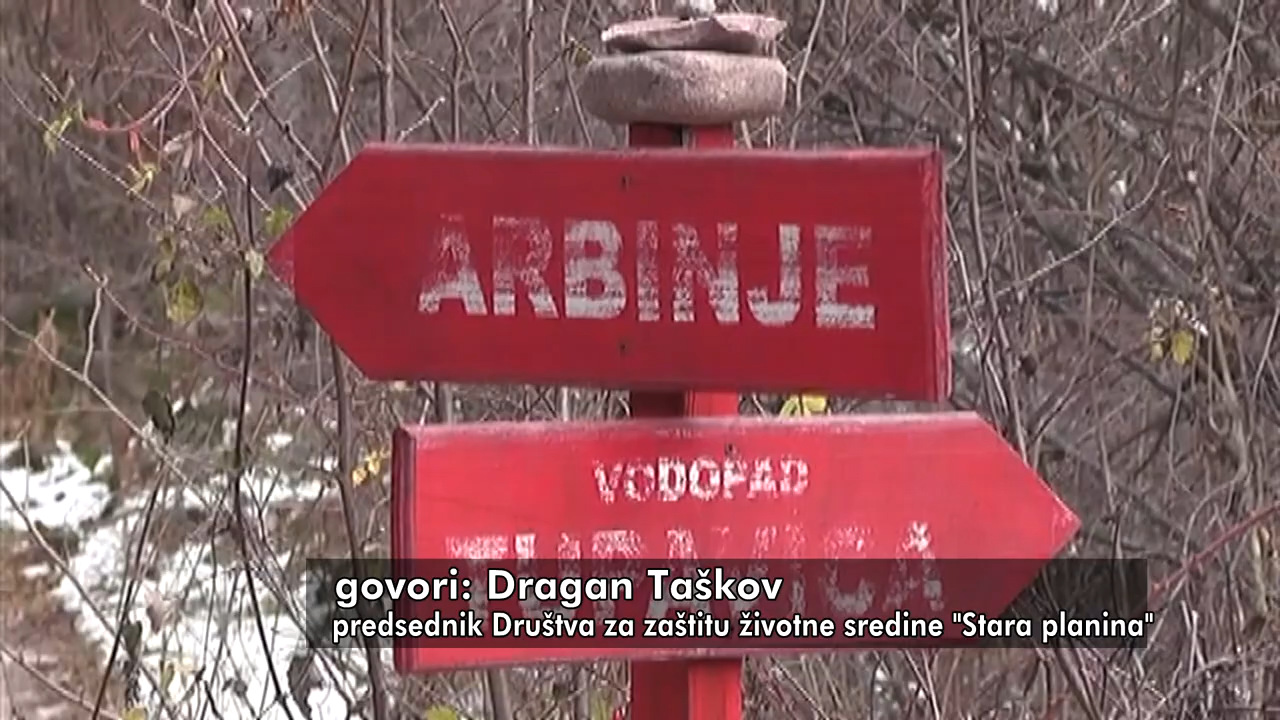 ARBINJE
VODOPAD
govori: Dragan Taškov
predsednik Društva za zaštitu životne sredine "Stara planina"